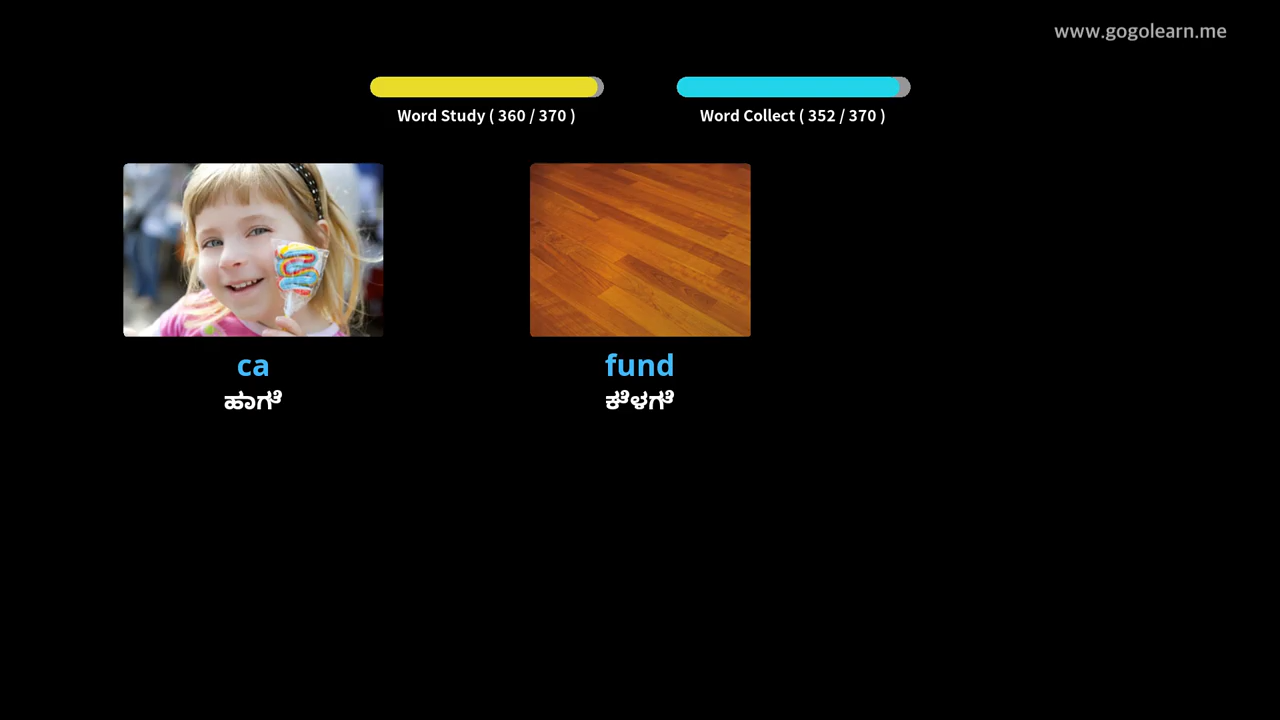 www.gogolearn.me
Word Study ( 360 / 370 )
Word Collect ( 352 / 370 )
ca
ಹಾಗೆ
fund
ಕೆಳಗೆ